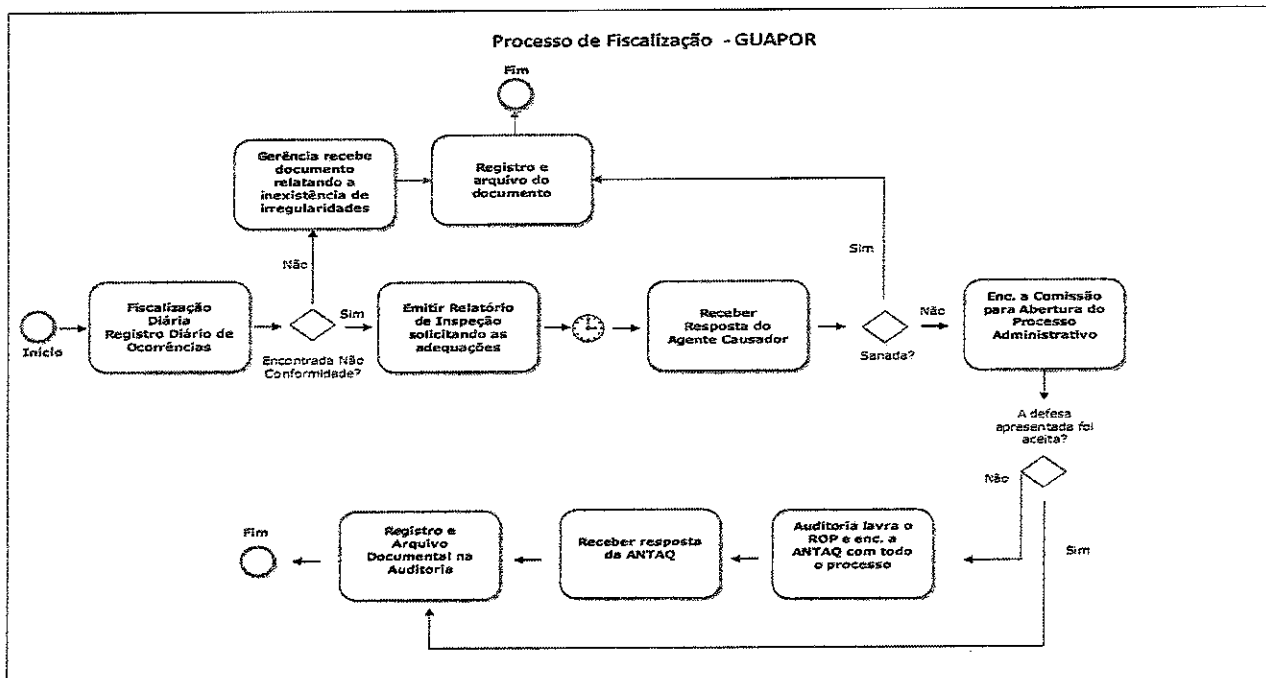 Processo de Fiscalização - GUAPOR
Fim
Gerência recebe
documento
relatando a
inexistência de
irregularidades
Registro e
arquivo do
documento
Não
Sim
Início
Fiscalização
Diária
Registro Diário de
Ocorrências
Encontrada Não
Conformidade?
Sim
Emitir Relatório
de Inspeção
solicitando as
adequações
Receber
Resposta do
Agente Causador
Sanada?
Não
Enc. a Comissão
para Abertura do
Processo
Administrativo
A defesa
apresentada foi
aceita?
Não
Sim
Auditoria lavra o
ROP e enc. a
ANTAQ com todo
o processo
Receber resposta
da ANTAQ
Registro e
Arquivo
Documental na
Auditoria
Fim